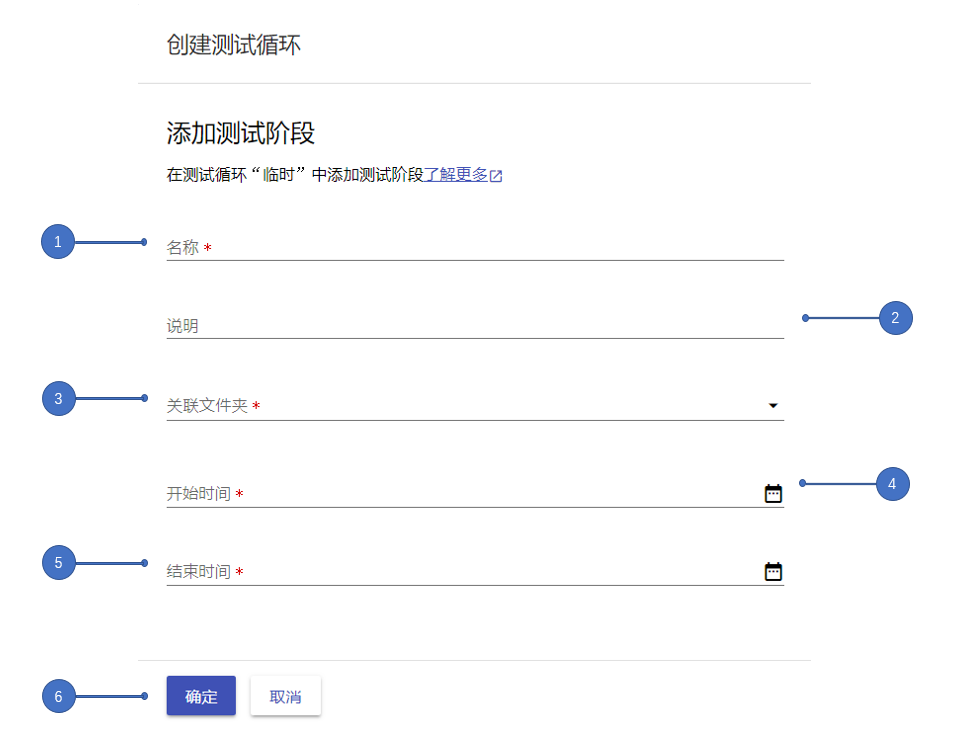 创建测试循环
添加测试阶段
在测试循环“临时”中添加测试阶段了解更多
1
名称 *
说明
2
3
关联文件夹 *
开始时间 *
4
5
结束时间 *
6
确定
取消